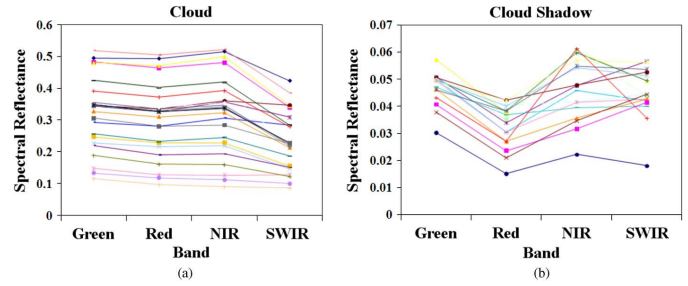 Cloud
Spectral Reflectance
0.6
0.5
0.4
0.3
0.2
0.1
0
Green Red NIR SWIR
Band
(a)
Cloud Shadow
Spectral Reflectance
0.07
0.06
0.05
0.04
0.03
0.02
0.01
0
Green Red NIR SWIR
Band
(b)